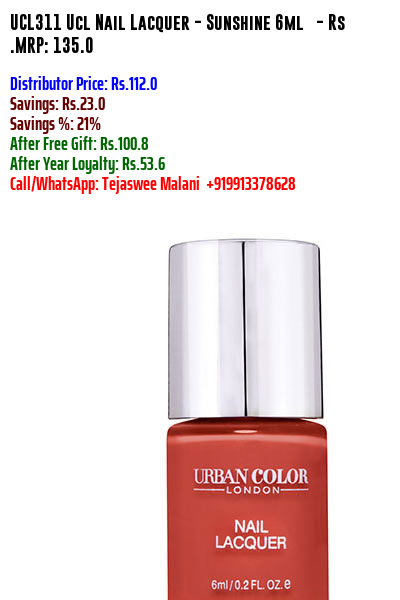 UCL311 Ucl Nail Lacquer - Sunshine 6ml - Rs
.MRP: 135.0
Distributor Price: Rs.112.0
Savings: Rs.23.0
Savings %: 21%
After Free Gift: Rs.100.8
After Year Loyalty: Rs.53.6
Call/WhatsApp: Tejaswee Malani +919913378628
URBAN COLOR
LONDON
NAIL
LACQUER
6ml/0.2 FL. OZ. e